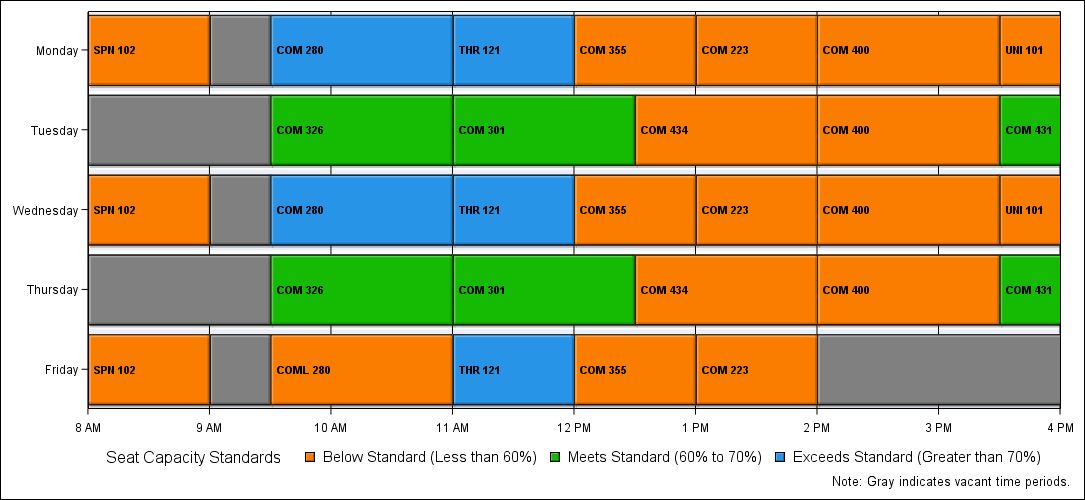 Monday SPN 102 COM 280 THR 121 COM 355 COM 223 COM 400 UNI 101
Tuesday COM 326 COM 301 COM 434 COM 400 COM 431
Wednesday SPN 102 COM 280 THR 121 COM 355 COM 223 COM 400 UNI 101
Thursday COM 326 COM 301 COM 434 COM 400 COM 431
Friday SPN 102 COML 280 THR 121 COM 355 COM 223
8 AM 9 AM 10 AM 11 AM 12 PM 1 PM 2 PM 3 PM 4 PM
Seat Capacity Standards Below Standard (Less than 60%) Meets Standard (60% to 70%) Exceeds Standard (Greater than 70%)
Note: Gray indicates vacant time periods.